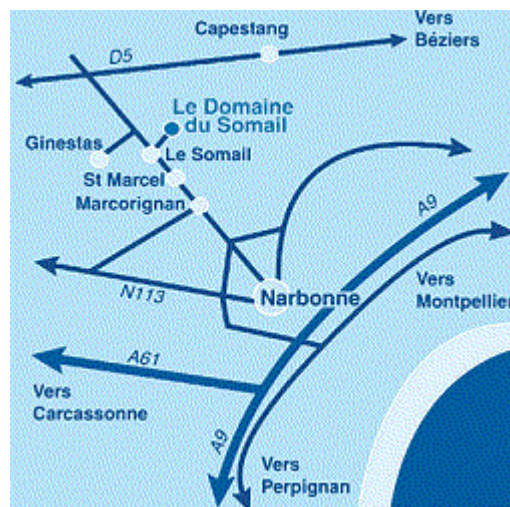 Vers
Béziers
Capestang
D5
Le Domaine
du Somail
Ginestas
Le Somail
St Marcel
Marcorignan
A9
N113
Narbonne
Vers
Montpellier
A61
Vers
Carcassonne
A9
Vers
Perpignan